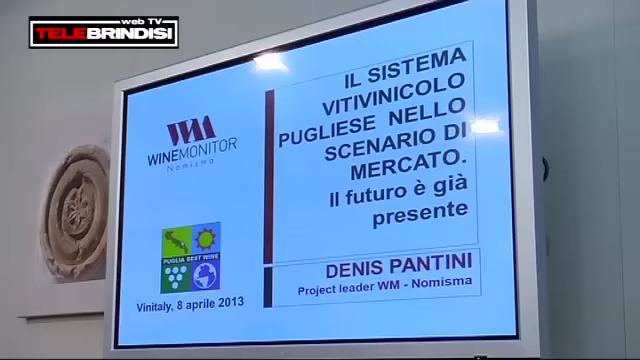 web TV
TELEBRINDISI
WM
WINEMONITOR
Nomisma
PUGLIA BEST WINE
Vinitaly, 8 aprile 2013
IL SISTEMA
VITIVINICOLO
PUGLIESE NELLO
SCENARIO DI
MERCATO.
Il futuro è già
presente
DENIS PANTINI
Project leader WM - Nomisma